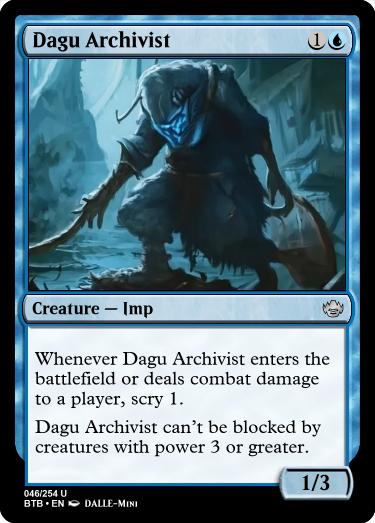 Dagu Archivist 1
Creature — Imp
Whenever Dagu Archivist enters the
battlefield or deals combat damage
to a player, scry 1.
Dagu Archivist can't be blocked by
creatures with power 3 or greater.
1/3
046/254 U
BTB • EN DALLE-Mini